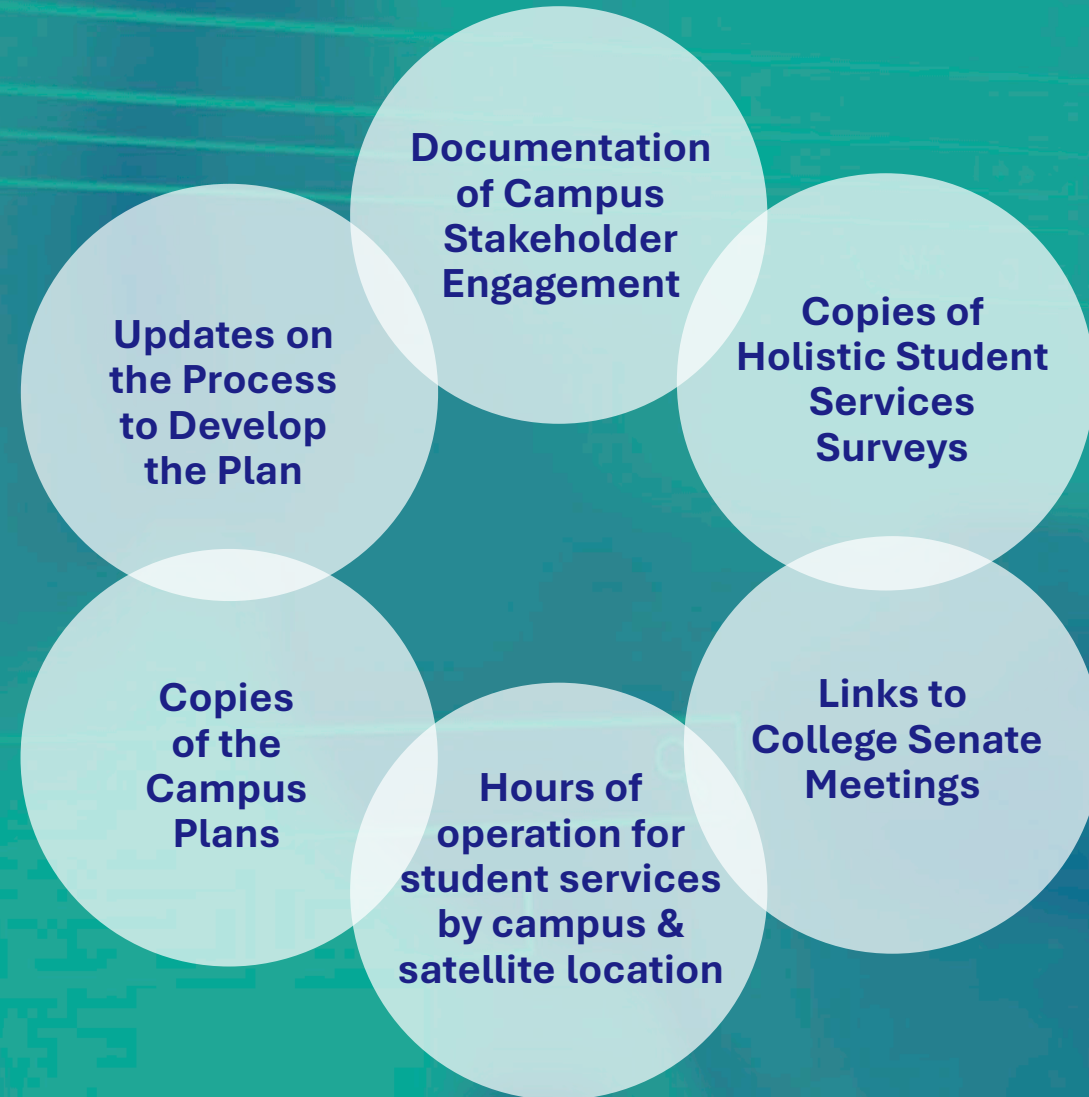 Documentation
of Campus
Stakeholder
Engagement
Copies of
Holistic Student
Services
Surveys
Links to
College Senate
Meetings
Hours of
operation for
student services
by campus &
satellite location
Copies
of the
Campus
Plans
Updates on
the Process
to Develop
the Plan